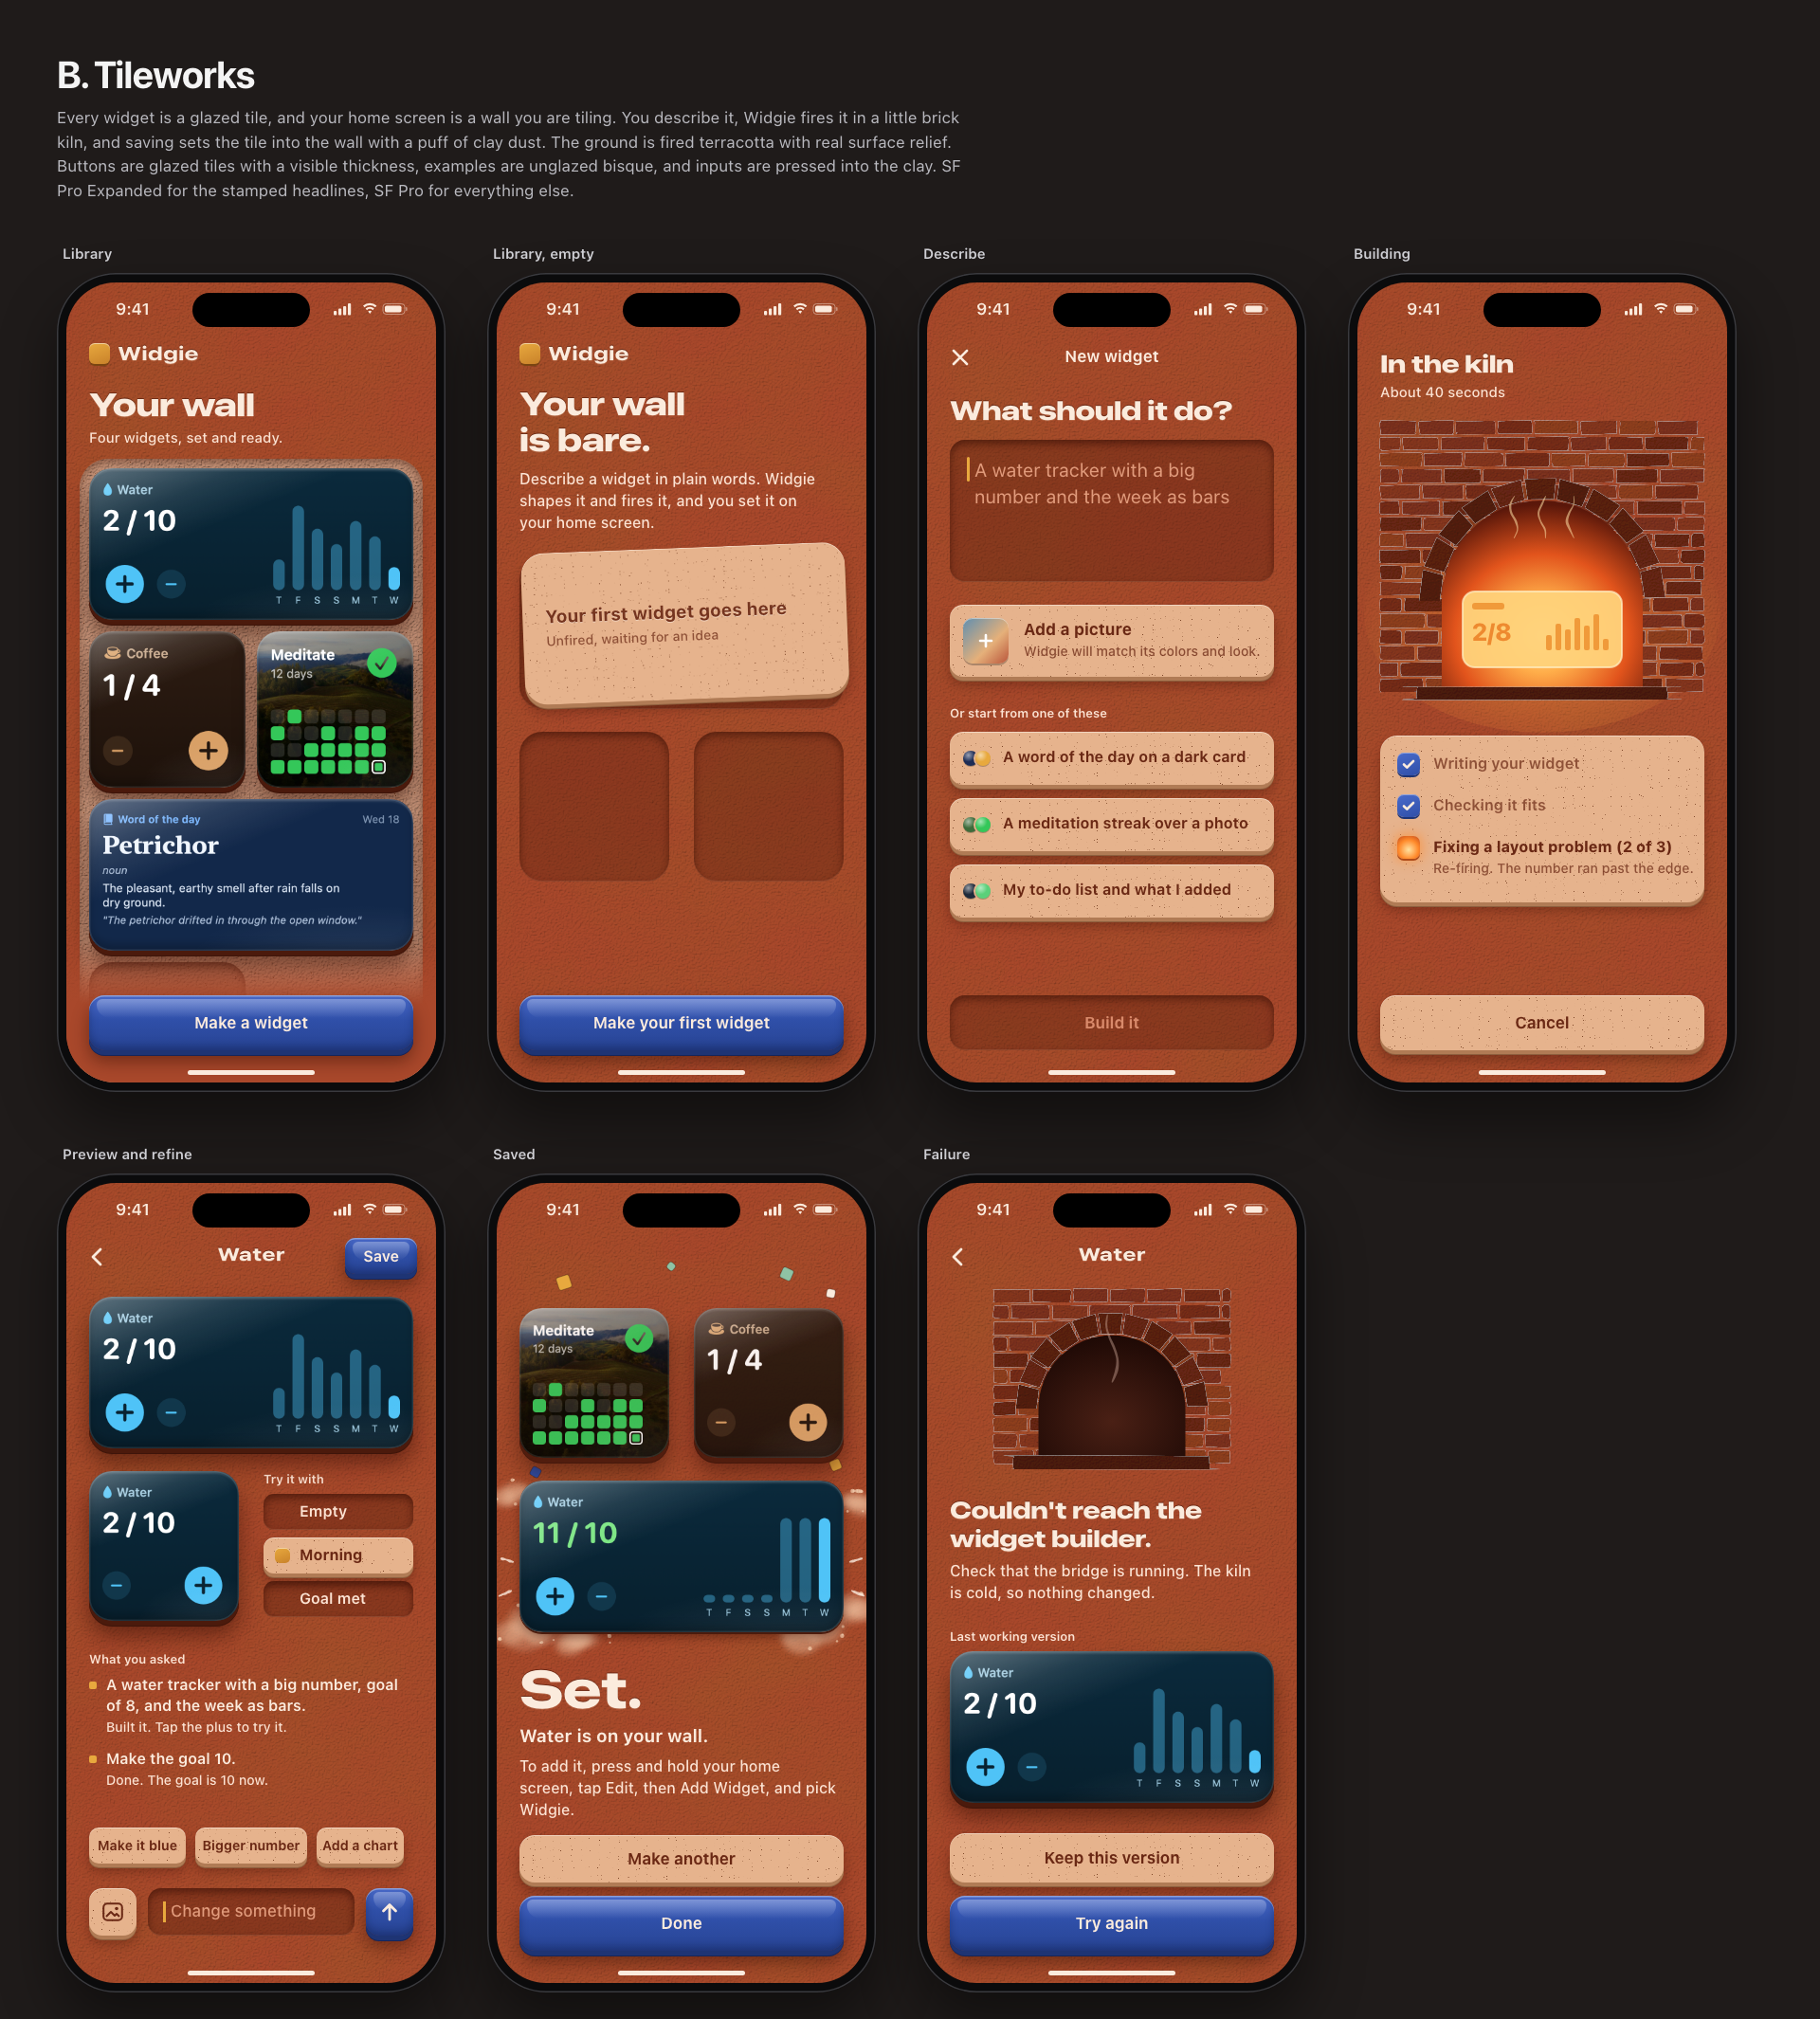 B. Tileworks
Every widget is a glazed tile, and your home screen is a wall you are tiling. You describe it, Widgie fires it in a little brick
kiln, and saving sets the tile into the wall with a puff of clay dust. The ground is fired terracotta with real surface relief.
Buttons are glazed tiles with a visible thickness, examples are unglazed bisque, and inputs are pressed into the clay. SF
Pro Expanded for the stamped headlines, SF Pro for everything else.
Library
9:41
Widgie
Your wall
Four widgets, set and ready.
Water
2 / 10
T F S S M T W
Coffee
1 / 4
Meditate
12 days
Word of the day
Wed 18
Petrichor
noun
The pleasant, earthy smell after rain falls on
dry ground.
"The petrichor drifted in through the open window."
Make a widget
Library, empty
9:41
Widgie
Your wall
is bare.
Describe a widget in plain words. Widgie
shapes it and fires it, and you set it on
your home screen.
Your first widget goes here
Unfired, waiting for an idea
Make your first widget
Describe
9:41
New widget
What should it do?
A water tracker with a big
number and the week as bars
Add a picture
Widgie will match its colors and look.
Or start from one of these
A word of the day on a dark card
A meditation streak over a photo
My to-do list and what I added
Build it
Building
9:41
In the kiln
About 40 seconds
2/8
Writing your widget
Checking it fits
Fixing a layout problem (2 of 3)
Re-firing. The number ran past the edge.
Cancel
Preview and refine
9:41
Water
Save
Water
2 / 10
T F S S M T W
Water
2 / 10
Try it with
Empty
Morning
Goal met
What you asked
A water tracker with a big number, goal
of 8, and the week as bars.
Built it. Tap the plus to try it.
Make the goal 10.
Done. The goal is 10 now.
Make it blue
Bigger number
Add a chart
Change something
Saved
9:41
Meditate
12 days
Coffee
1 / 4
Water
11 / 10
T F S S M T W
Set.
Water is on your wall.
To add it, press and hold your home
screen, tap Edit, then Add Widget, and pick
Widgie.
Make another
Done
Failure
9:41
Water
Couldn't reach the
widget builder.
Check that the bridge is running. The kiln
is cold, so nothing changed.
Last working version
Water
2 / 10
T F S S M T W
Keep this version
Try again